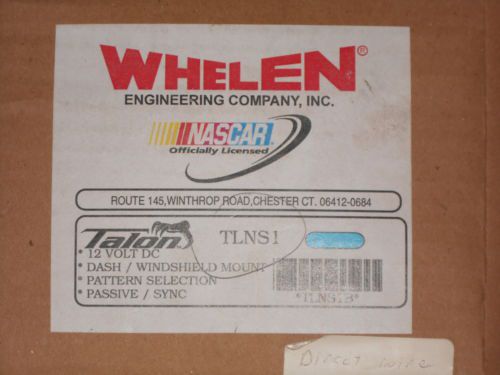 WHELEN®
ENGINEERING COMPANY, INC.
NASCAR
Officially Licensed
ROUTE 145,WINTHROP ROAD,CHESTER CT. 06412-0684
Talon TLNS1
* 12 VOLT DC
* DASH / WINDSHIELD MOUNT
* PATTERN SELECTION
* PASSIVE / SYNC
*TLNS1B*
DIRECT wire